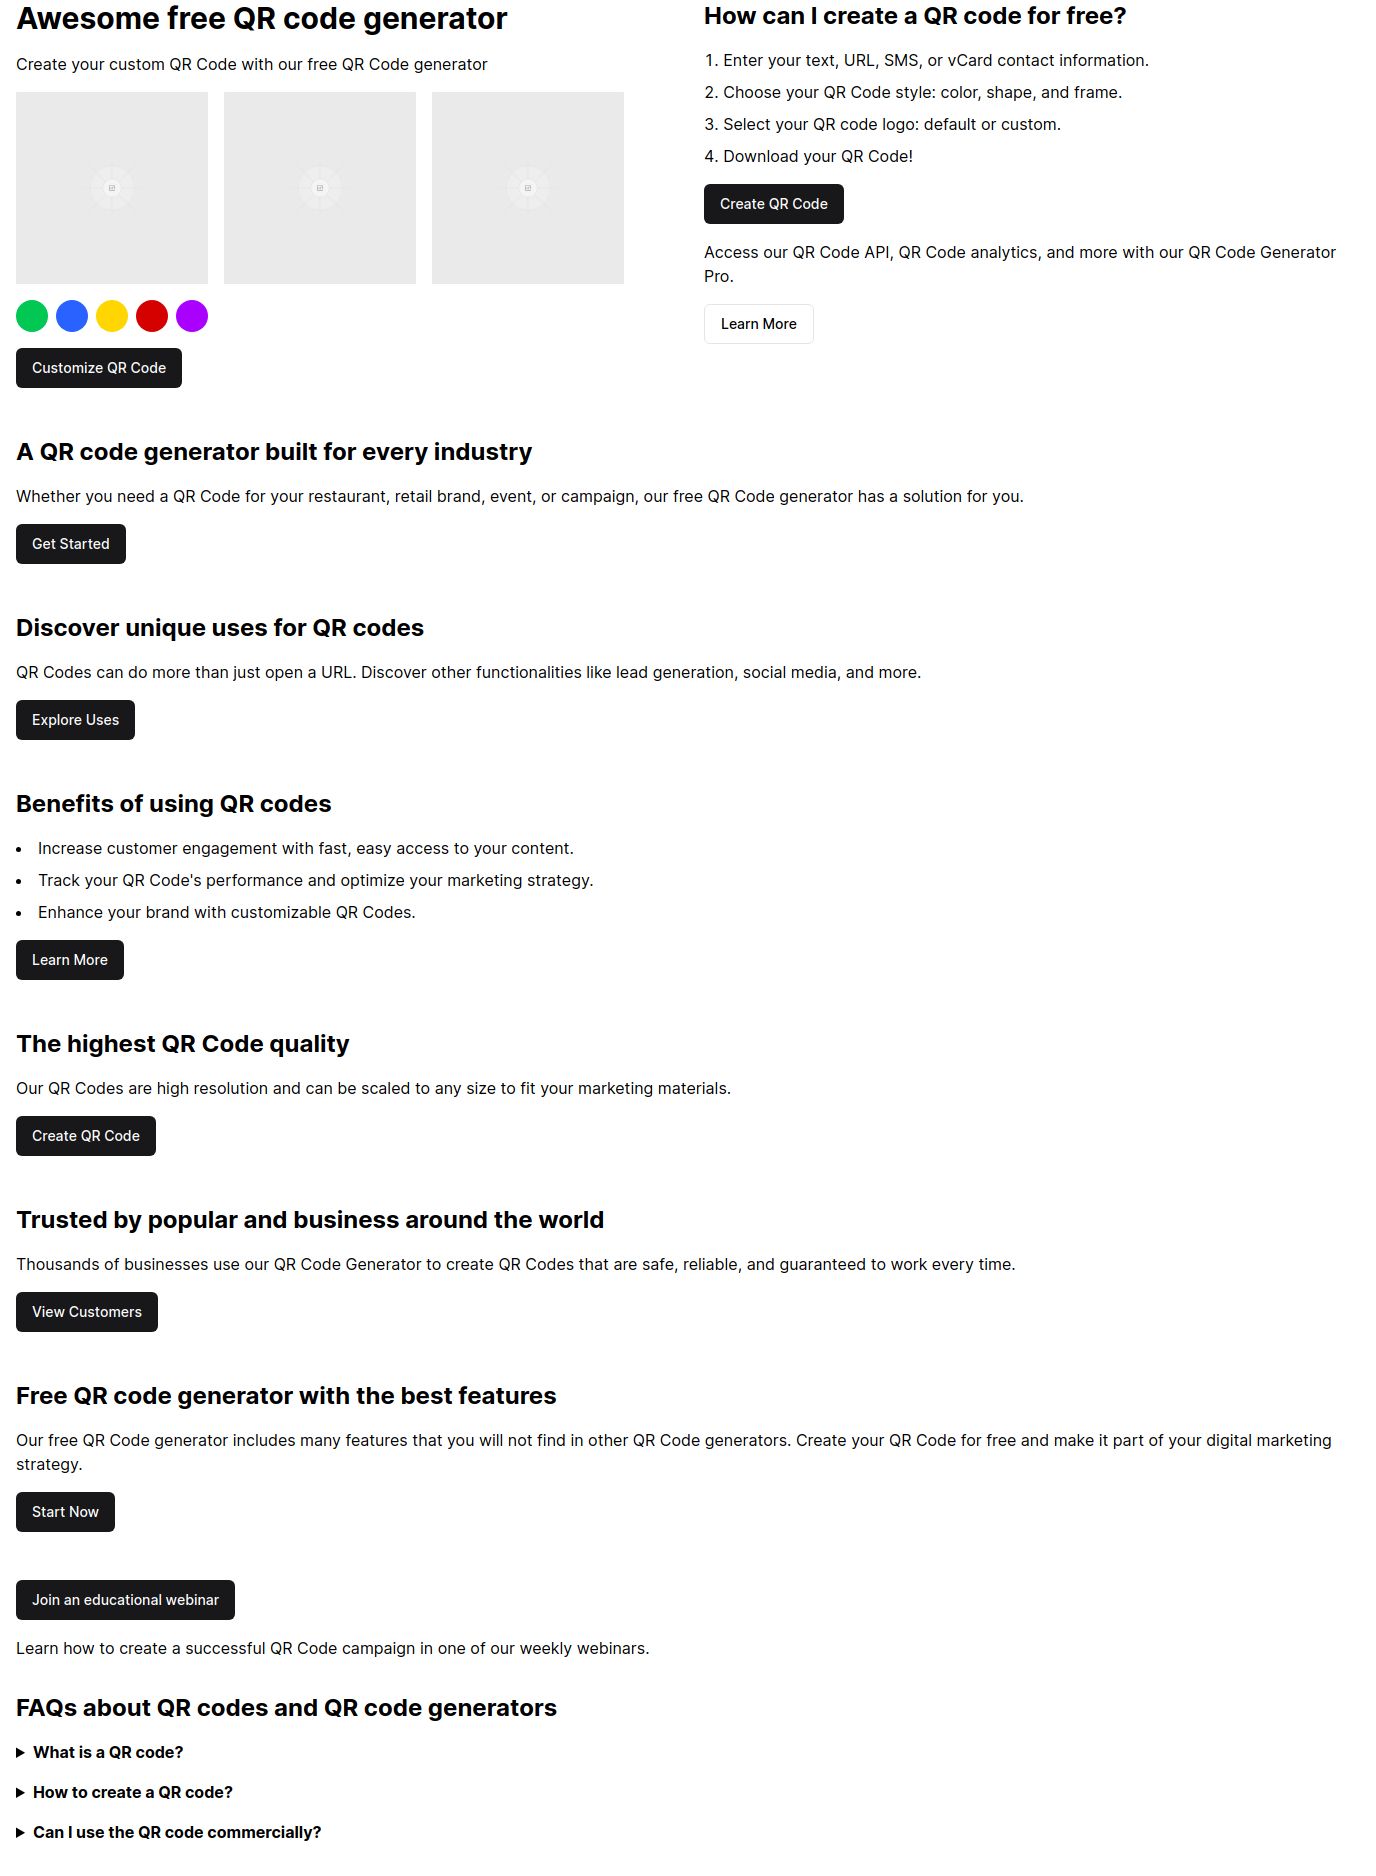 Awesome free QR code generator
Create your custom QR Code with our free QR Code generator
Customize QR Code
How can I create a QR code for free?
1. Enter your text, URL, SMS, or vCard contact information.
2. Choose your QR Code style: color, shape, and frame.
3. Select your QR code logo: default or custom.
4. Download your QR Code!
Create QR Code
Access our QR Code API, QR Code analytics, and more with our QR Code Generator
Pro.
Learn More
A QR code generator built for every industry
Whether you need a QR Code for your restaurant, retail brand, event, or campaign, our free QR Code generator has a solution for you.
Get Started
Discover unique uses for QR codes
QR Codes can do more than just open a URL. Discover other functionalities like lead generation, social media, and more.
Explore Uses
Benefits of using QR codes
• Increase customer engagement with fast, easy access to your content.
• Track your QR Code's performance and optimize your marketing strategy.
• Enhance your brand with customizable QR Codes.
Learn More
The highest QR Code quality
Our QR Codes are high resolution and can be scaled to any size to fit your marketing materials.
Create QR Code
Trusted by popular and business around the world
Thousands of businesses use our QR Code Generator to create QR Codes that are safe, reliable, and guaranteed to work every time.
View Customers
Free QR code generator with the best features
Our free QR Code generator includes many features that you will not find in other QR Code generators. Create your QR Code for free and make it part of your digital marketing
strategy.
Start Now
Join an educational webinar
Learn how to create a successful QR Code campaign in one of our weekly webinars.
FAQs about QR codes and QR code generators
What is a QR code?
How to create a QR code?
Can I use the QR code commercially?